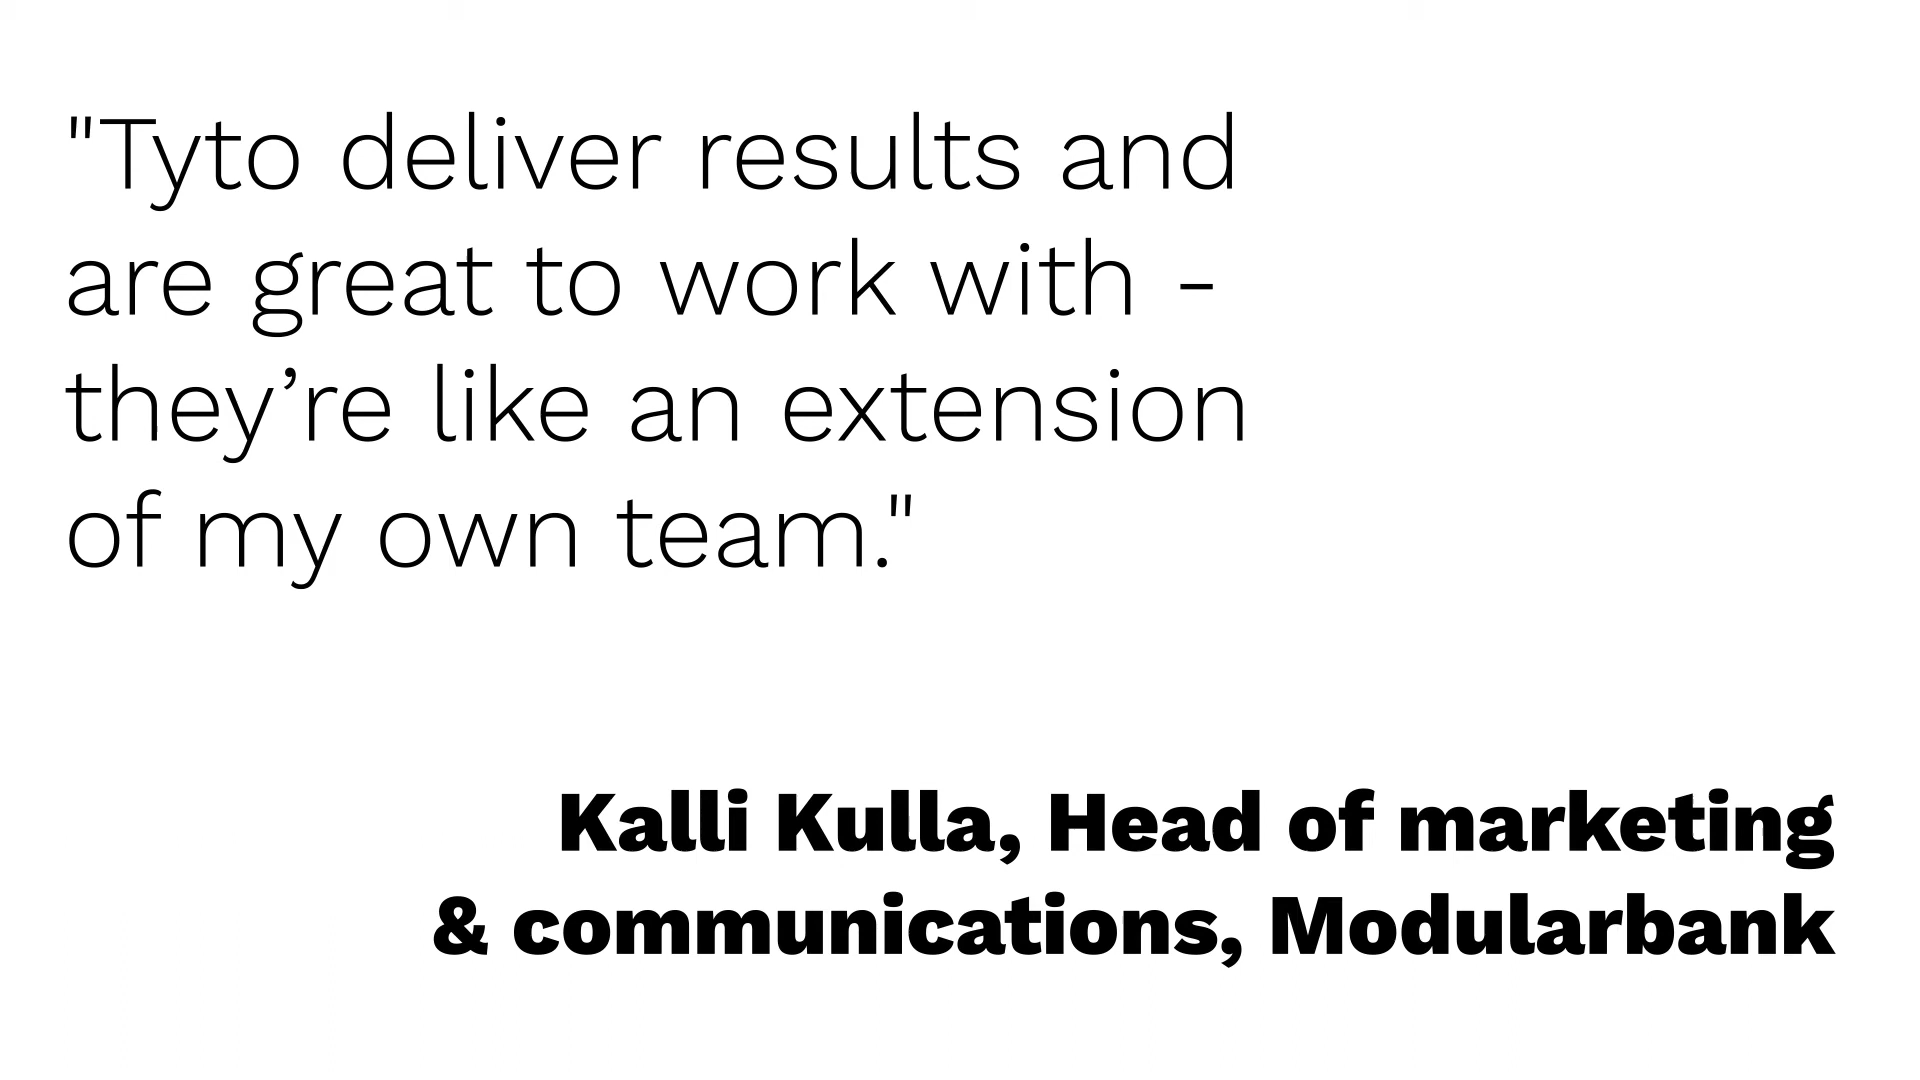 "Tyto deliver results and
are great to work with -
they’re like an extension
of my own team."
Kalli Kulla, Head of marketing
& communications, Modularbank